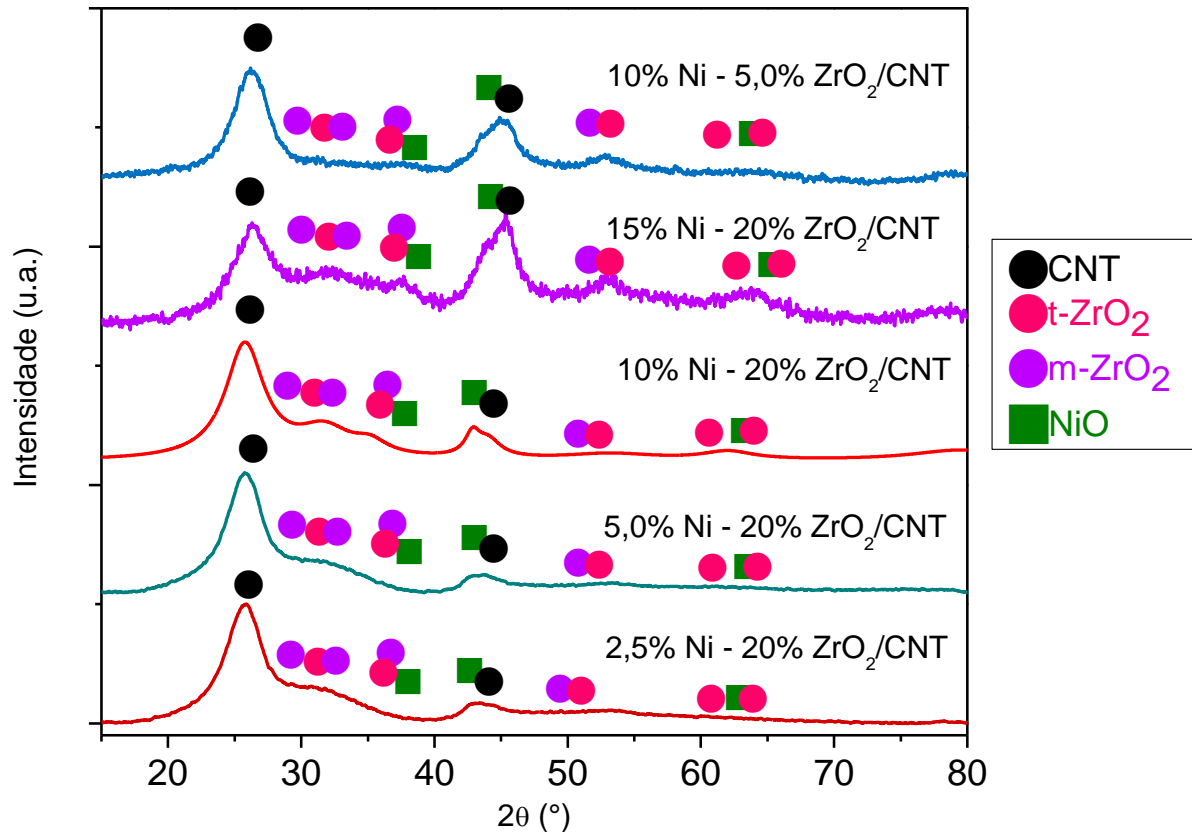 10% Ni - 5,0% ZrO₂/CNT
15% Ni - 20% ZrO₂/CNT
10% Ni - 20% ZrO₂/CNT
5,0% Ni - 20% ZrO₂/CNT
2,5% Ni - 20% ZrO₂/CNT
Intensidade (u.a.)
20 30 40 50 60 70 80
2θ (°)
CNT
t-ZrO₂
m-ZrO₂
NiO